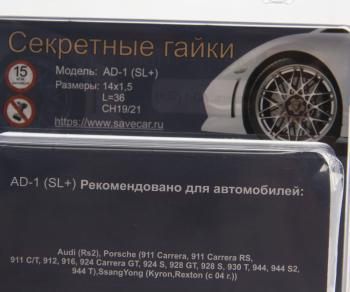 Секретные гайки
15
Модель: AD-1 (SL+)
Размеры: 14x1,5
L=36
CH19/21
https://www.savecar.ru
AD-1 (SL+) Рекомендовано для автомобилей:
Audi (Rs2), Porsche (911 Carrera, 911 Carrera RS,
911 C/T, 912, 916, 924 Carrera GT, 924 S, 928 GT, 928 S, 930 T, 944, 944 S2,
944 T),SsangYong (Kyron,Rexton (с 04 г.))